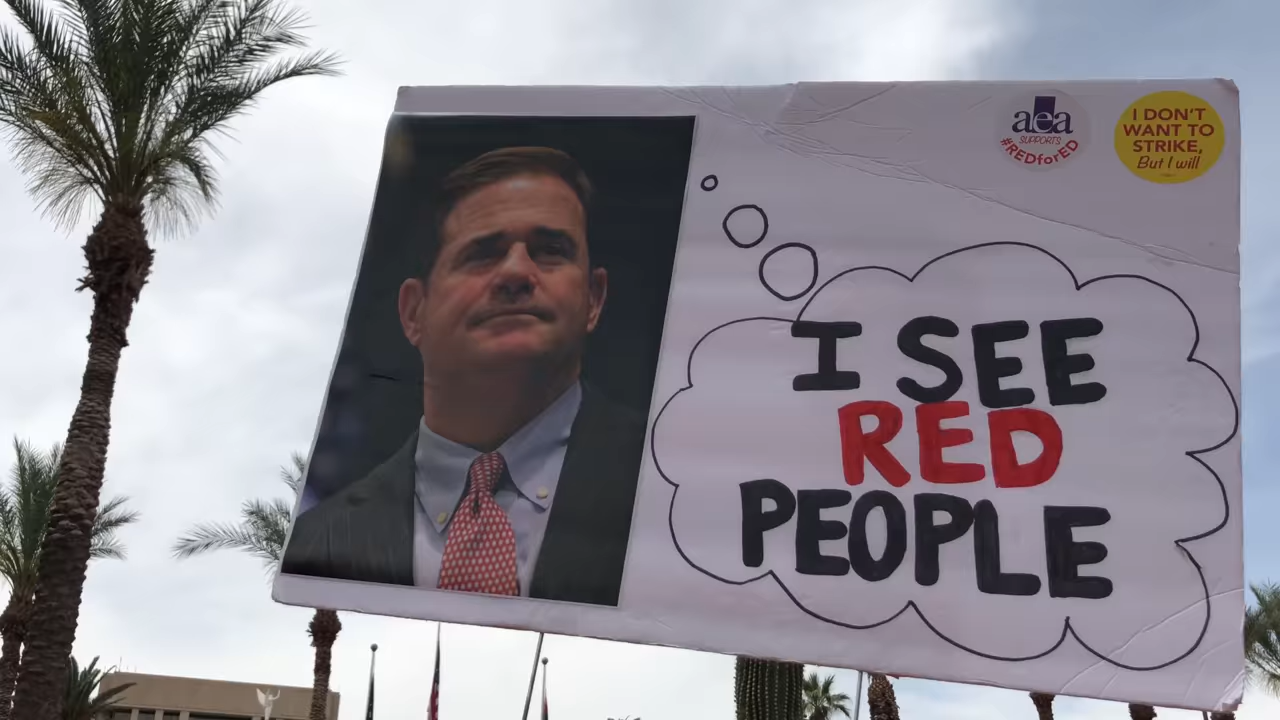 aea
SUPPORTS
#REDforED
I DON'T
WANT TO
STRIKE,
But I will
I SEE
RED
PEOPLE